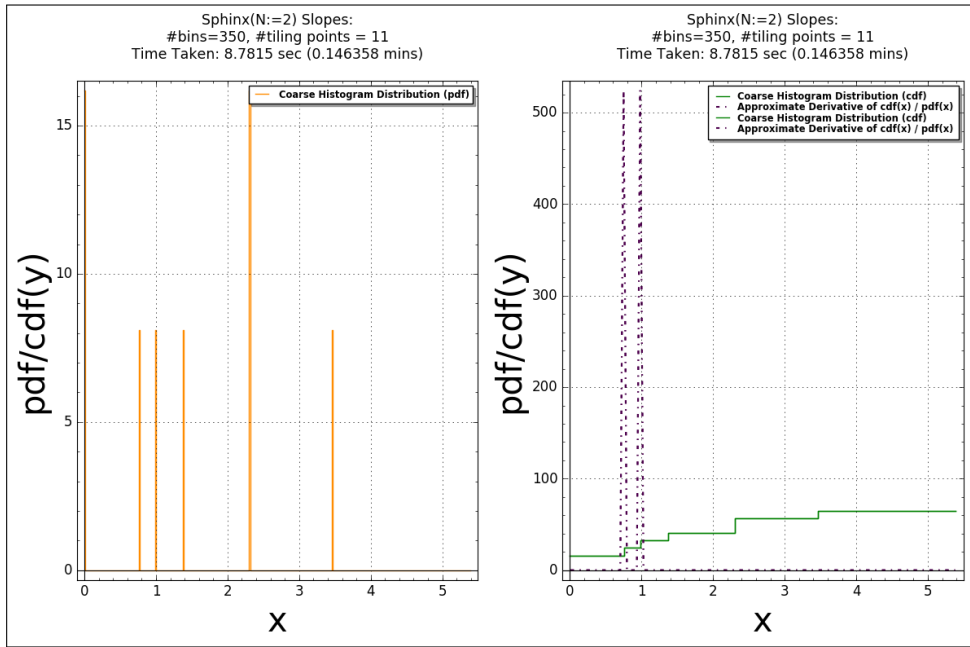 Sphinx(N:=2) Slopes:
#bins=350, #tiling points = 11
Time Taken: 8.7815 sec (0.146358 mins)
Coarse Histogram Distribution (pdf)
pdf/cdf(y)
15
10
5
0
0 1 2 3 4 5
x
Sphinx(N:=2) Slopes:
#bins=350, #tiling points = 11
Time Taken: 8.7815 sec (0.146358 mins)
Coarse Histogram Distribution (cdf)
Approximate Derivative of cdf(x) / pdf(x)
Coarse Histogram Distribution (cdf)
Approximate Derivative of cdf(x) / pdf(x)
pdf/cdf(y)
500
400
300
200
100
0
0 1 2 3 4 5
x